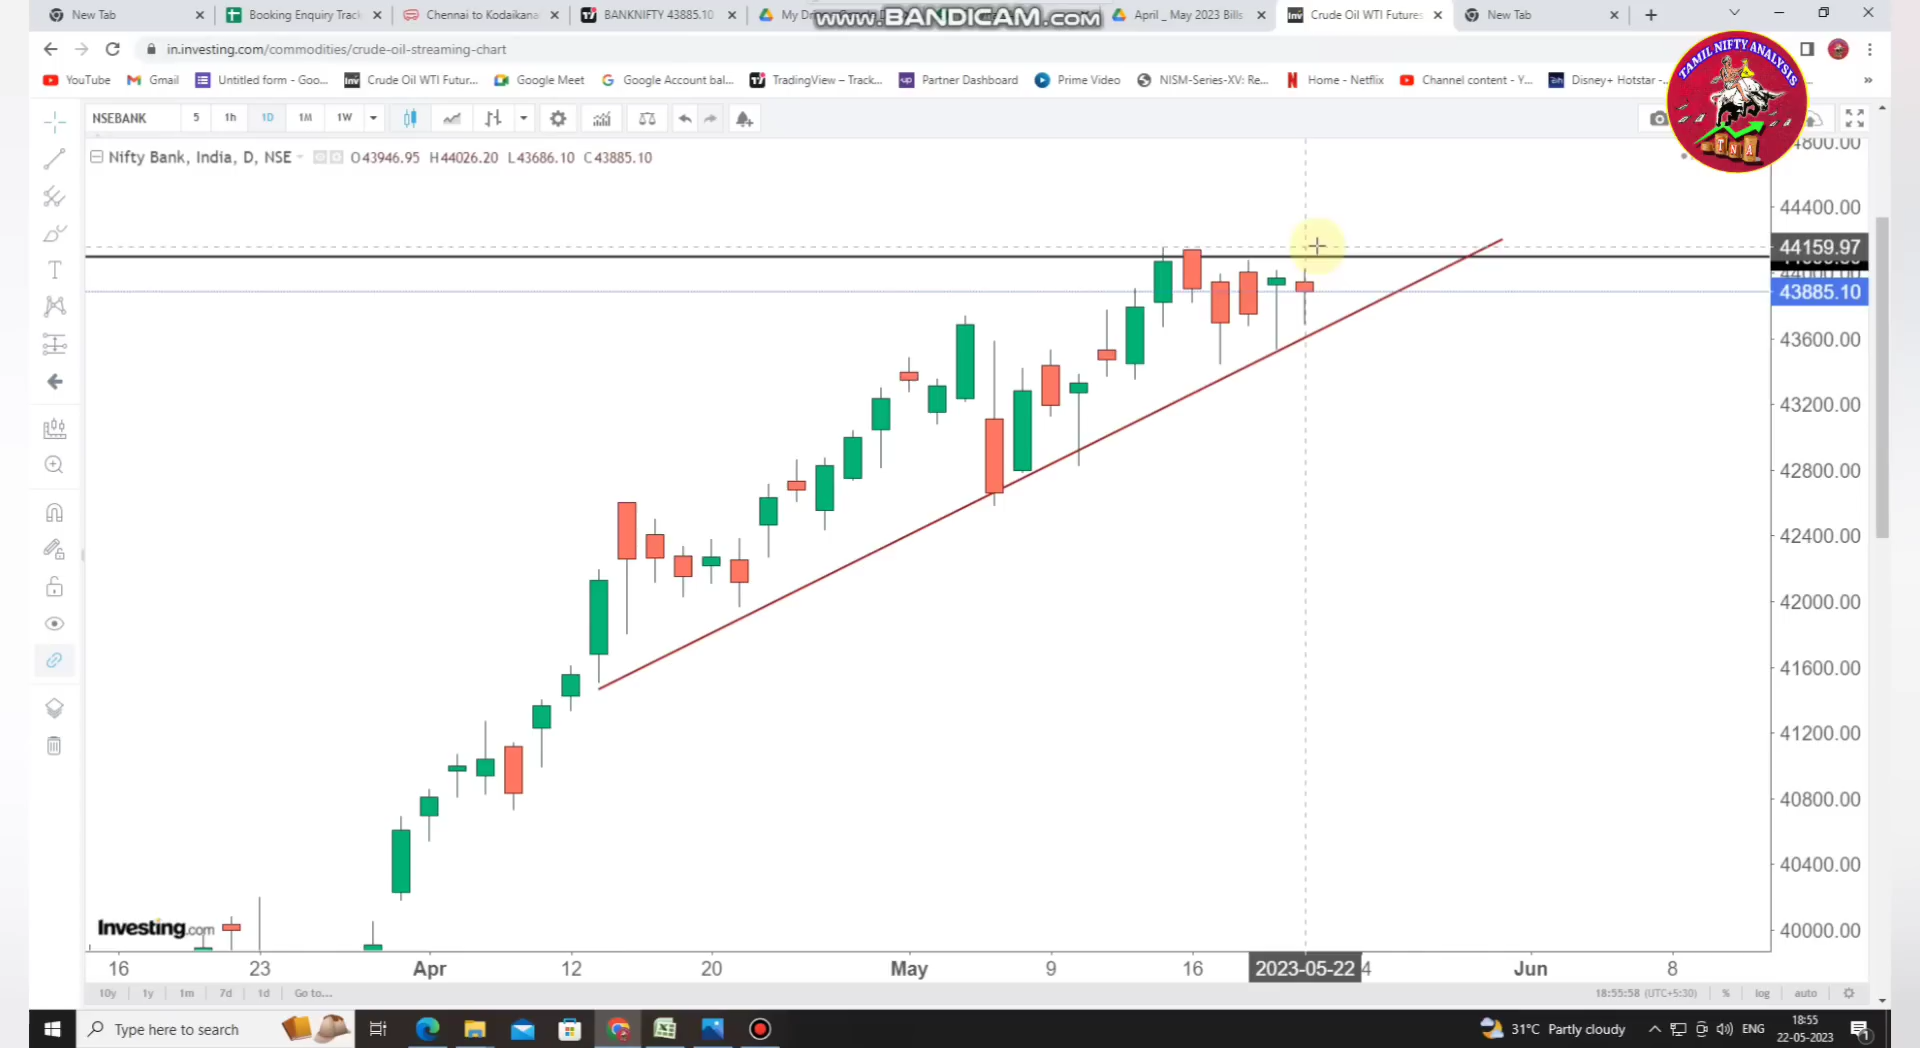 New Tab
Booking Enquiry Track
Chennai to Kodaikana
BANKNIFTY 43885.10
My Dri
www.BANDICAM.com
April _ May 2023 Bills
Crude Oil WTI Futures
New Tab
in.investing.com/commodities/crude-oil-streaming-chart
YouTube
Gmail
Untitled form - Goo...
Crude Oil WTI Futur...
Google Meet
Google Account bal...
TradingView – Track...
Partner Dashboard
Prime Video
NISM-Series-XV: Re...
Home - Netflix
Channel content - Y...
Disney+ Hotstar -
TAMIL NIFTY ANALYSIS
TNA
NSEBANK
5
1h
1D
1M
1W
Nifty Bank, India, D, NSE
O43946.95 H44026.20 L43686.10 C43885.10
44400.00
44159.97
43885.10
43600.00
43200.00
42800.00
42400.00
42000.00
41600.00
41200.00
40800.00
40400.00
40000.00
Investing.com
16
23
Apr
12
20
May
9
16
2023-05-22
4
Jun
8
10y
1y
1m
7d
1d
Go to...
18:55:58 (UTC+5:30)
%
log
auto
Type here to search
31°C Partly cloudy
ENG
18:55
22-05-2023
1